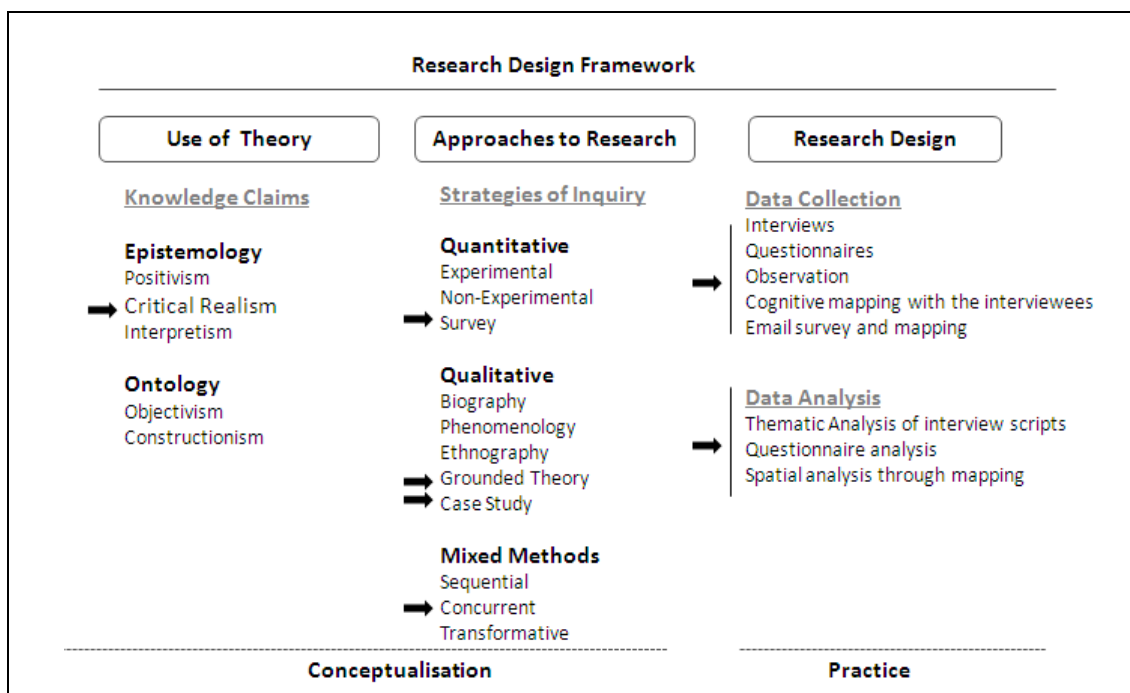 Research Design Framework
Use of Theory
Knowledge Claims
Epistemology
Positivism
Critical Realism
Interpretism
Ontology
Objectivism
Constructionism
Approaches to Research
Strategies of Inquiry
Quantitative
Experimental
Non-Experimental
Survey
Qualitative
Biography
Phenomenology
Ethnography
Grounded Theory
Case Study
Mixed Methods
Sequential
Concurrent
Transformative
Research Design
Data Collection
Interviews
Questionnaires
Observation
Cognitive mapping with the interviewees
Email survey and mapping
Data Analysis
Thematic Analysis of interview scripts
Questionnaire analysis
Spatial analysis through mapping
Conceptualisation
Practice